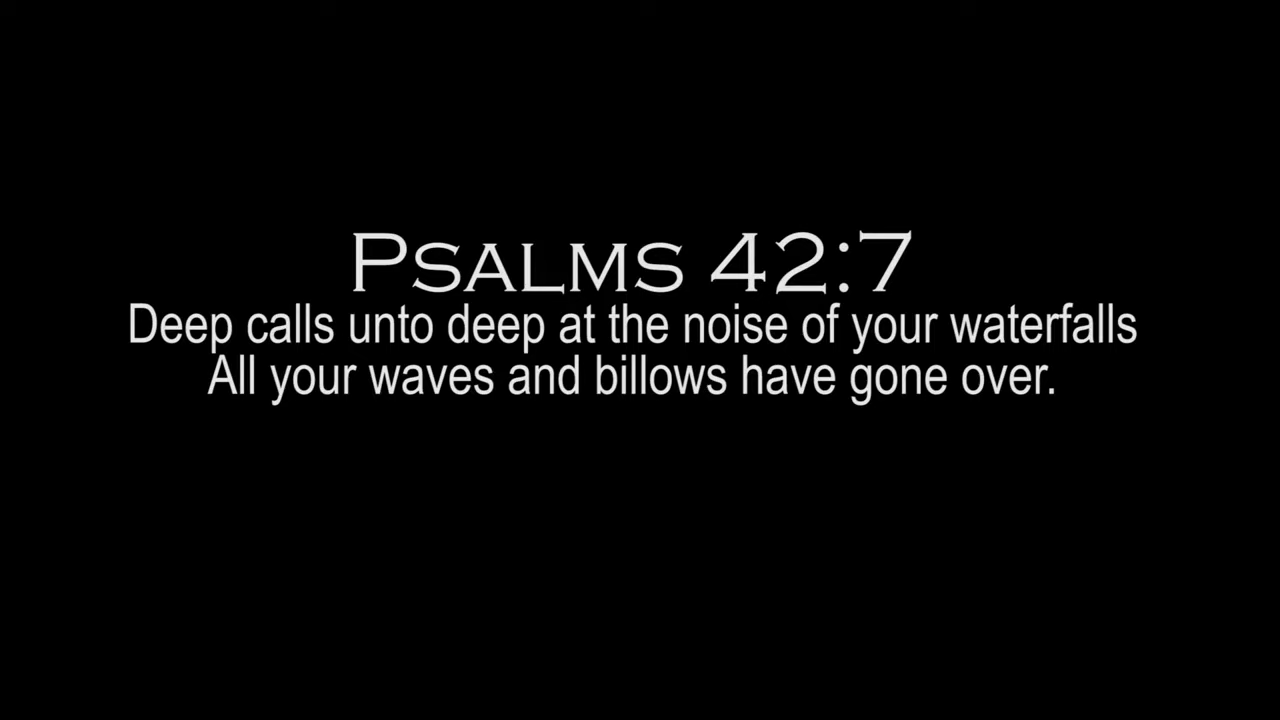 Psalms 42:7
Deep calls unto deep at the noise of your waterfalls
All your waves and billows have gone over.